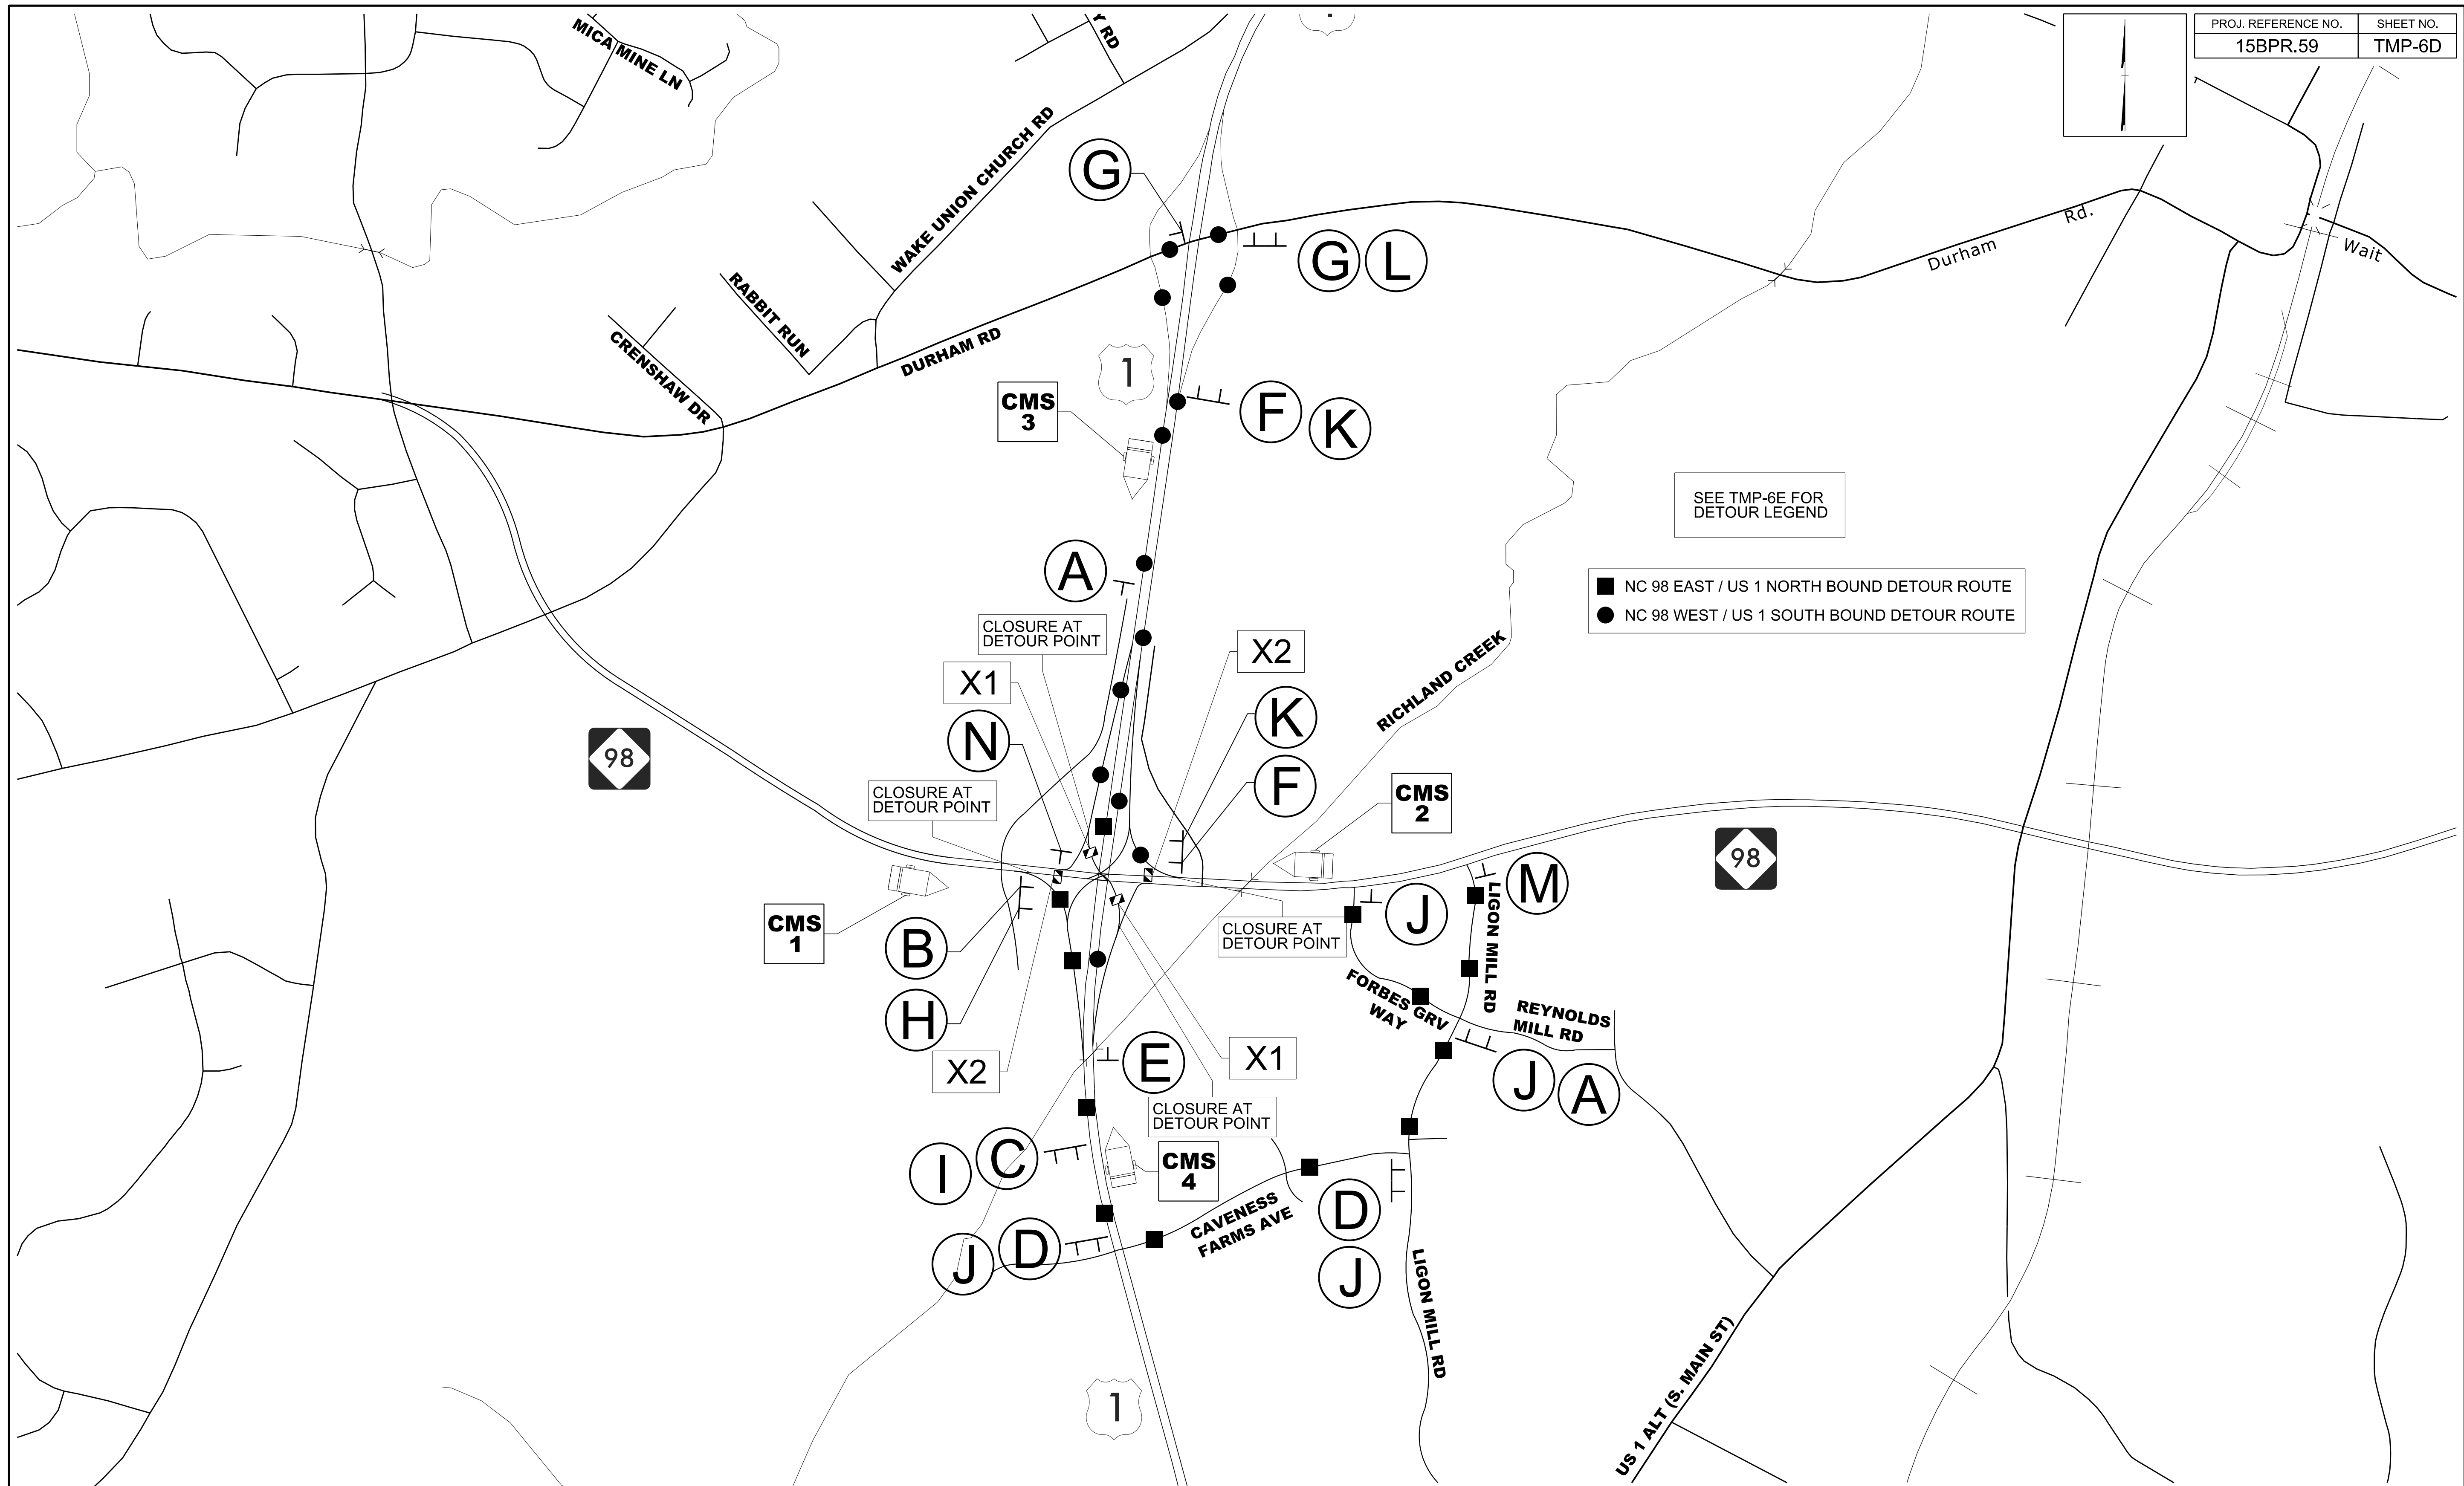 PROJ. REFERENCE NO.
SHEET NO.
15BPR.59
TMP-6D
MICA MINE LN
Y RD
WAKE UNION CHURCH RD
G
G
L
Durham
Rd.
Wait
RABBIT RUN
CRENSHAW DR
DURHAM RD
1
CMS
3
F
K
SEE TMP-6E FOR
DETOUR LEGEND
A
NC 98 EAST / US 1 NORTH BOUND DETOUR ROUTE
NC 98 WEST / US 1 SOUTH BOUND DETOUR ROUTE
CLOSURE AT
DETOUR POINT
X1
X2
RICHLAND CREEK
N
K
98
F
CLOSURE AT
DETOUR POINT
CMS
2
98
CMS
1
B
H
CLOSURE AT
DETOUR POINT
J
M
LIGON MILL RD
FORBES GRV
WAY
REYNOLDS
MILL RD
X2
E
X1
J
A
CLOSURE AT
DETOUR POINT
I
C
CMS
4
J
D
CAVENESS
FARMS AVE
D
J
LIGON MILL RD
1
US 1 ALT (S. MAIN ST)